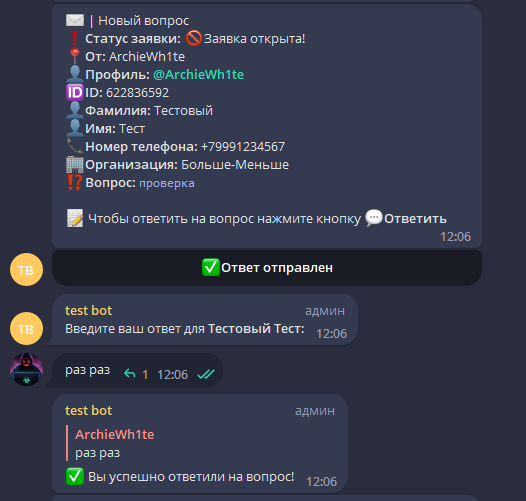 ✉️ | Новый вопрос
❗Статус заявки: 🚫Заявка открыта!
📍От: ArchieWh1te
👤Профиль: @ArchieWh1te
🆔ID: 622836592
👤Фамилия: Тестовый
👤Имя: Тест
📞Номер телефона: +79991234567
🏢Организация: Больше-Меньше
⁉️Вопрос: проверка
📝 Чтобы ответить на вопрос нажмите кнопку 💬Ответить
12:06
✅Ответ отправлен
ТВ
test bot админ
Введите ваш ответ для Тестовый Тест: 12:06
ТВ
раз раз 1 12:06
test bot админ
ArchieWh1te
раз раз
✅ Вы успешно ответили на вопрос! 12:06